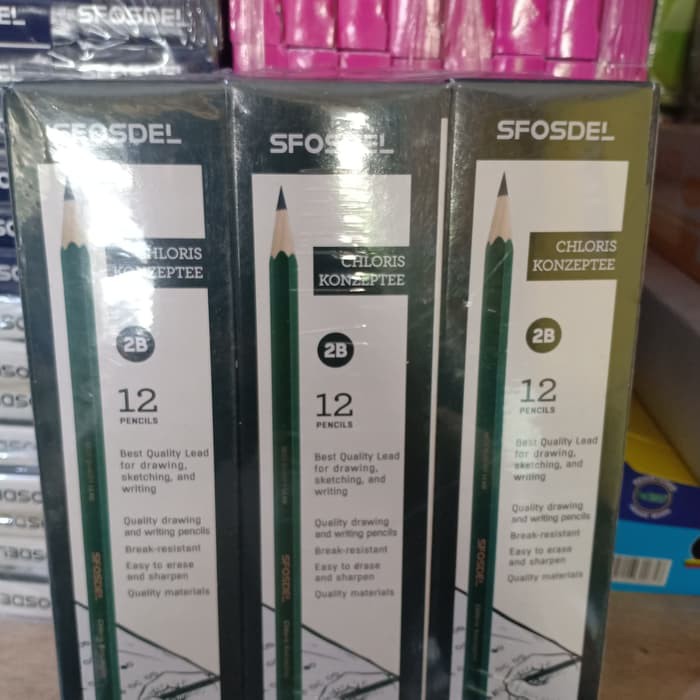 SFOSDEL
SFOSDEL
CHLORIS
KONZEPTEE
2B
12
PENCILS
Best Quality Lead
for drawing,
sketching, and
writing
Quality drawing
and writing pencils
Break-resistant
Easy to erase
and sharpen
Quality materials
SFOSDEL
SFOSDEL
CHLORIS
KONZEPTEE
2B
12
PENCILS
Best Quality Lead
for drawing,
sketching, and
writing
Quality drawing
and writing pencils
Break-resistant
Easy to erase
and sharpen
Quality materials
SFOSDEL
SFOSDEL
CHLORIS
KONZEPTEE
2B
12
PENCILS
Best Quality Lead
for drawing,
sketching, and
writing
Quality drawing
and writing pencils
Break-resistant
Easy to erase
and sharpen
Quality materials
SFOSDEL